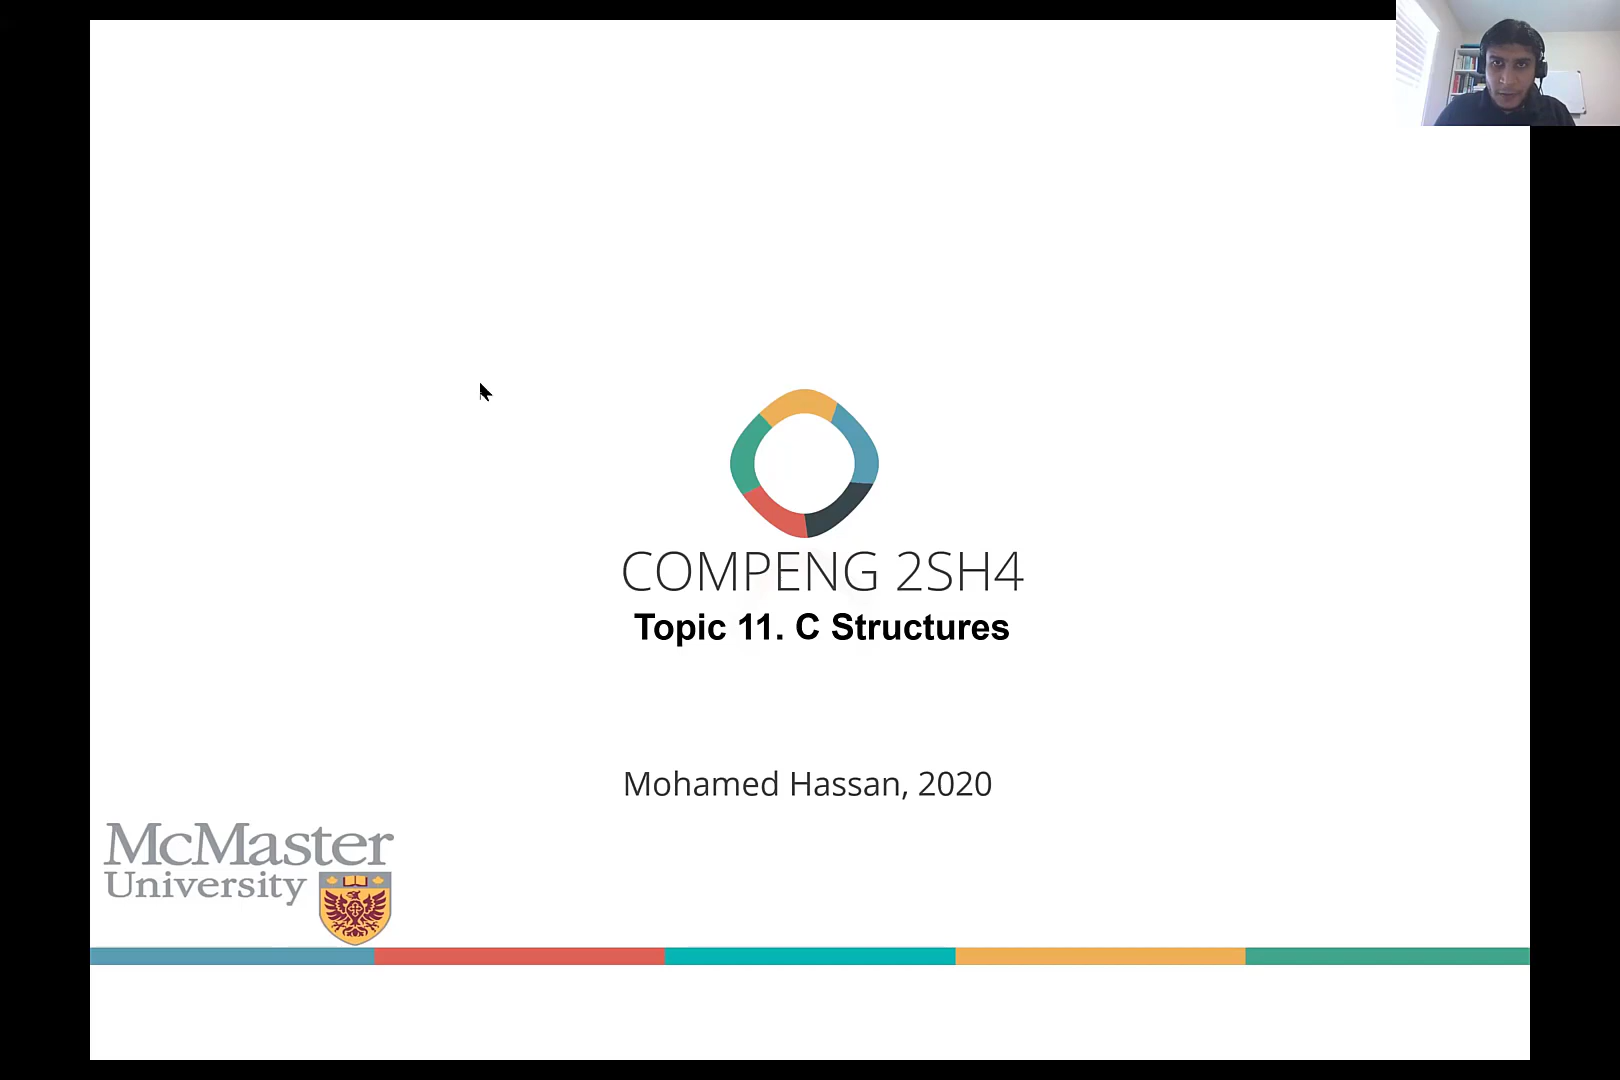 COMPENG 2SH4
Topic 11. C Structures
Mohamed Hassan, 2020
McMaster
University